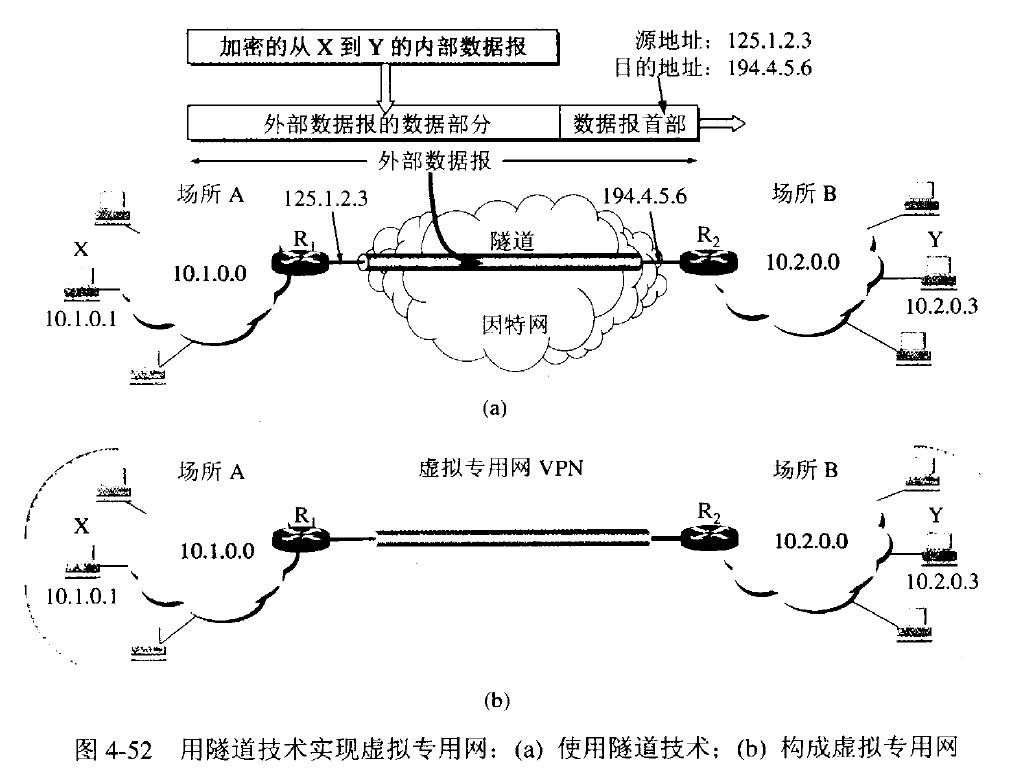 加密的从 X 到 Y 的内部数据报
源地址：125.1.2.3
目的地址：194.4.5.6
外部数据报的数据部分
数据报首部
外部数据报
场所 A
125.1.2.3
194.4.5.6
场所 B
X
R1
隧道
R2
Y
10.1.0.0
10.2.0.0
10.1.0.1
因特网
10.2.0.3
(a)
场所 A
虚拟专用网 VPN
场所 B
X
R1
R2
Y
10.1.0.0
10.2.0.0
10.1.0.1
10.2.0.3
(b)
图 4-52 用隧道技术实现虚拟专用网：(a) 使用隧道技术；(b) 构成虚拟专用网